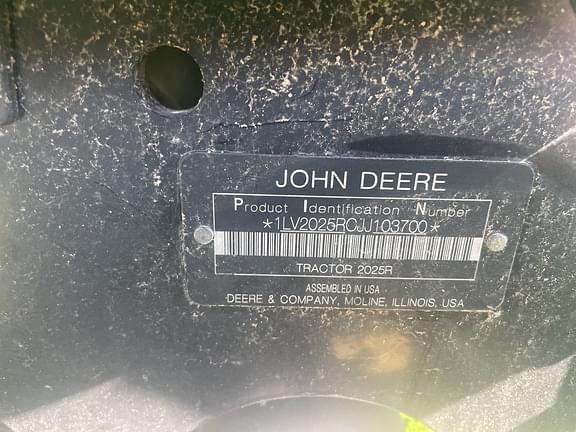 JOHN DEERE
Product Identification Number
*1LV2025RCJJ103700*
TRACTOR 2025R
ASSEMBLED IN USA
DEERE & COMPANY, MOLINE, ILLINOIS, USA